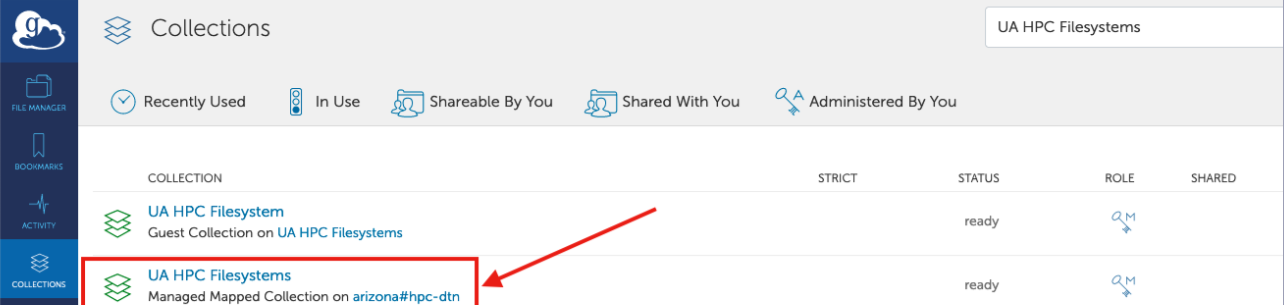 g
Collections
UA HPC Filesystems
FILE MANAGER
BOOKMARKS
ACTIVITY
COLLECTIONS
Recently Used
In Use
Shareable By You
Shared With You
A
Administered By You
COLLECTION STRICT STATUS ROLE SHARED
UA HPC Filesystem ready M
Guest Collection on UA HPC Filesystems
UA HPC Filesystems ready M
Managed Mapped Collection on arizona#hpc-dtn